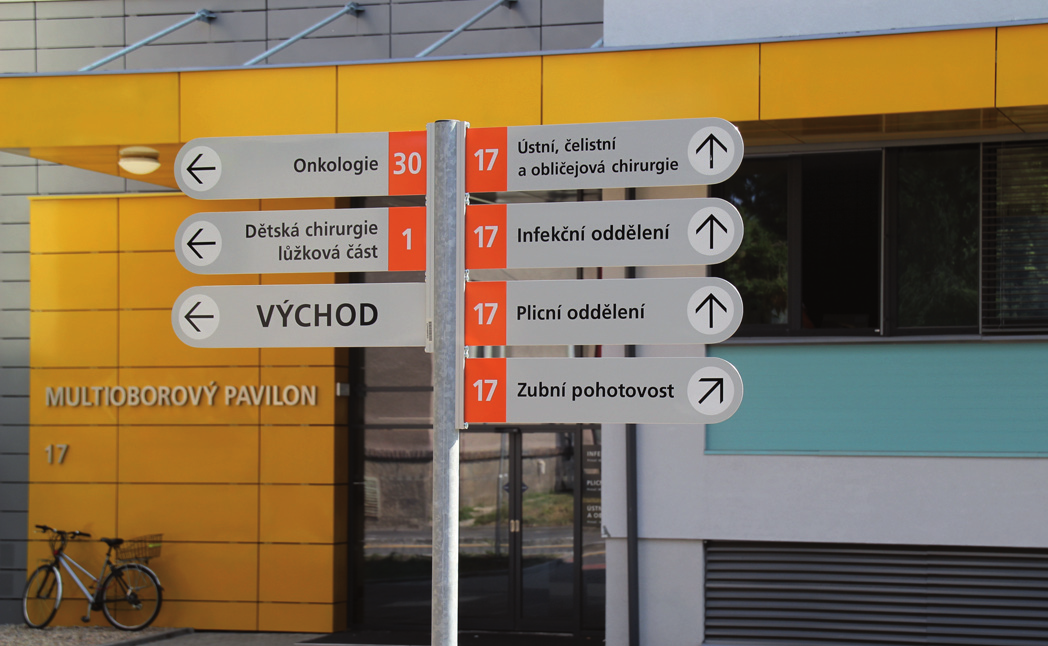 Onkologie 30
Dětská chirurgie
lůžková část 1
VÝCHOD
17 Ústní, čelistní
a obličejová chirurgie
17 Infekční oddělení
17 Plicní oddělení
17 Zubní pohotovost
MULTIOBOROVÝ PAVILON
17